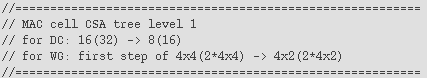 //==================================================
// MAC cell CSA tree level 1
// for DC: 16(32) -> 8(16)
// for WG: first step of 4x4(2*4x4) -> 4x2(2*4x2)
//==================================================